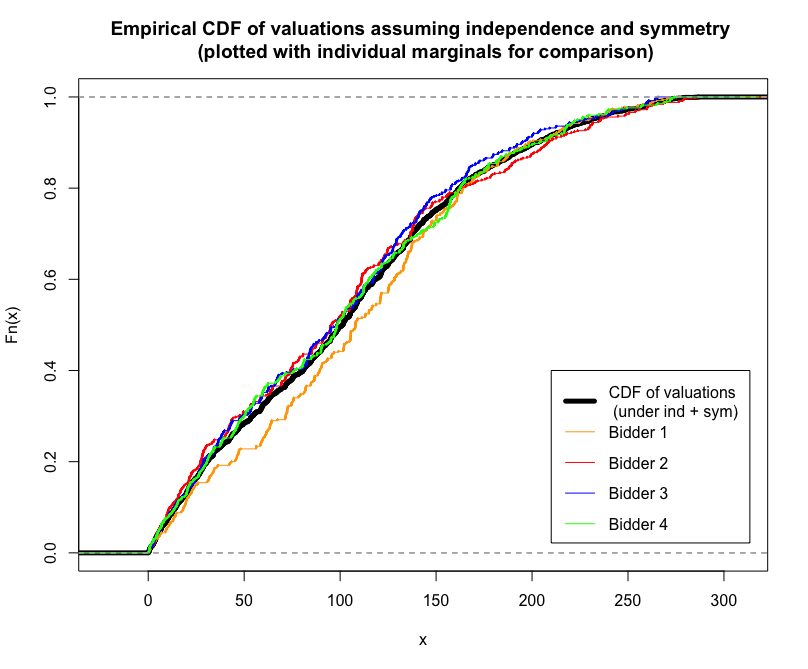 Empirical CDF of valuations assuming independence and symmetry
(plotted with individual marginals for comparison)
Fn(x)
1.0
0.8
0.6
0.4
0.2
0.0
CDF of valuations
(under ind + sym)
Bidder 1
Bidder 2
Bidder 3
Bidder 4
0 50 100 150 200 250 300
x